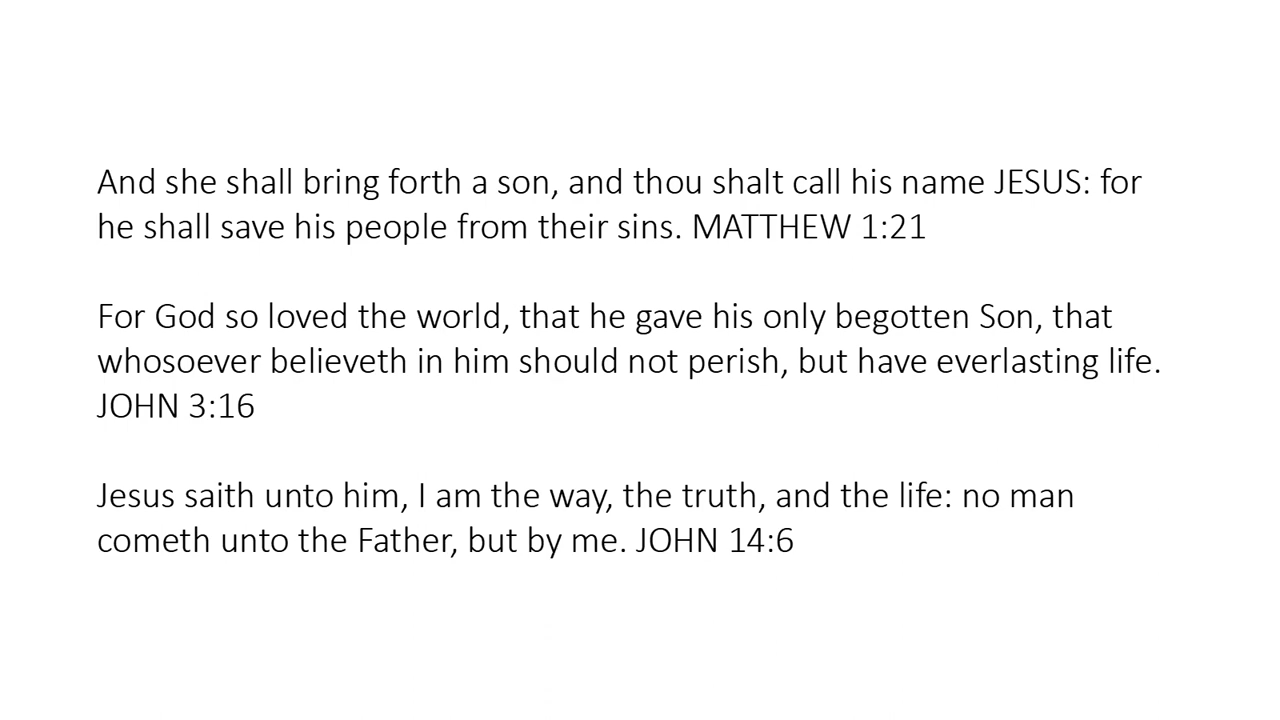 And she shall bring forth a son, and thou shalt call his name JESUS: for
he shall save his people from their sins. MATTHEW 1:21
For God so loved the world, that he gave his only begotten Son, that
whosoever believeth in him should not perish, but have everlasting life.
JOHN 3:16
Jesus saith unto him, I am the way, the truth, and the life: no man
cometh unto the Father, but by me. JOHN 14:6